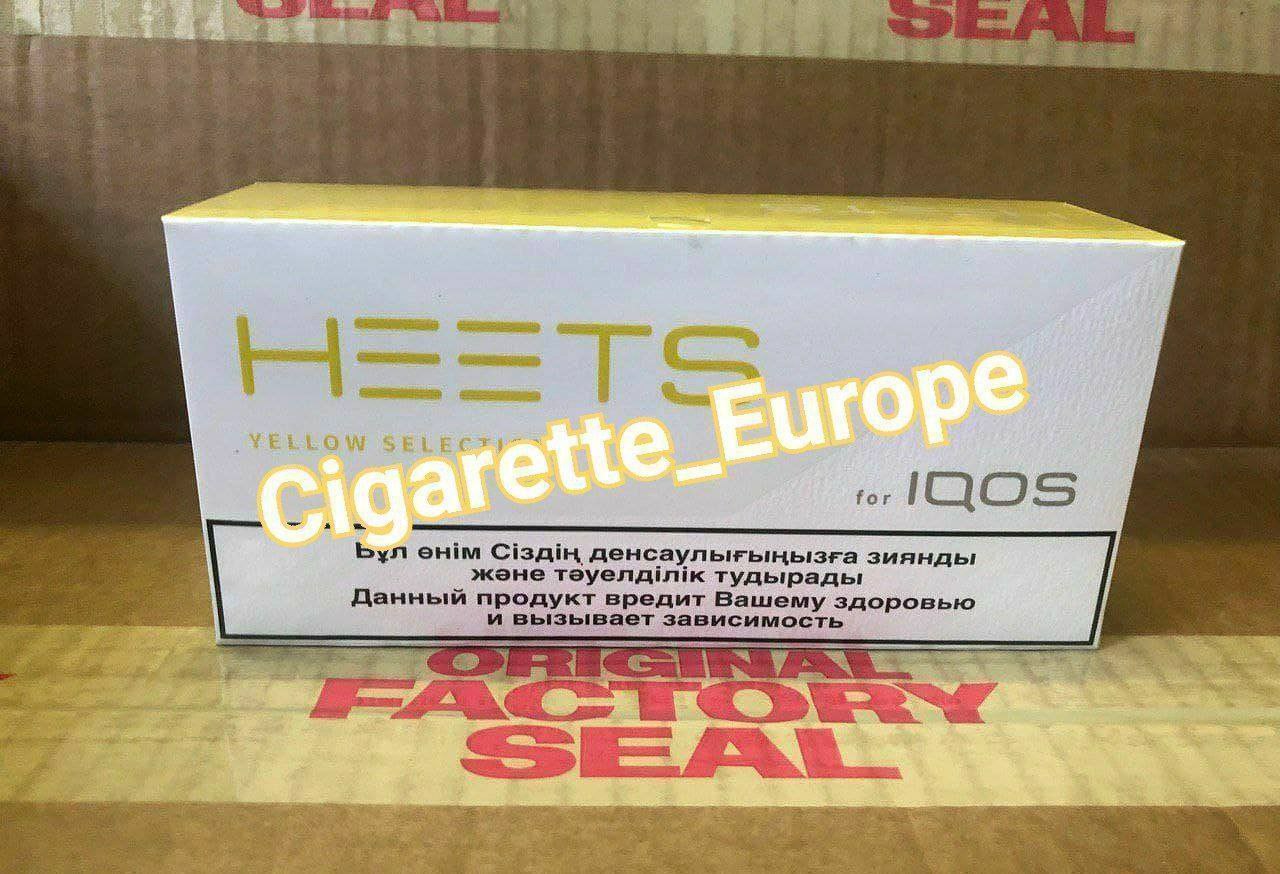 SEAL
SEAL
HEETS
YELLOW SELECTION
Cigarette_Europe
for IQOS
Бұл өнім Сіздің денсаулығыңызға зиянды
және тәуелділік тудырады
Данный продукт вредит Вашему здоровью
и вызывает зависимость
ORIGINAL
FACTORY
SEAL